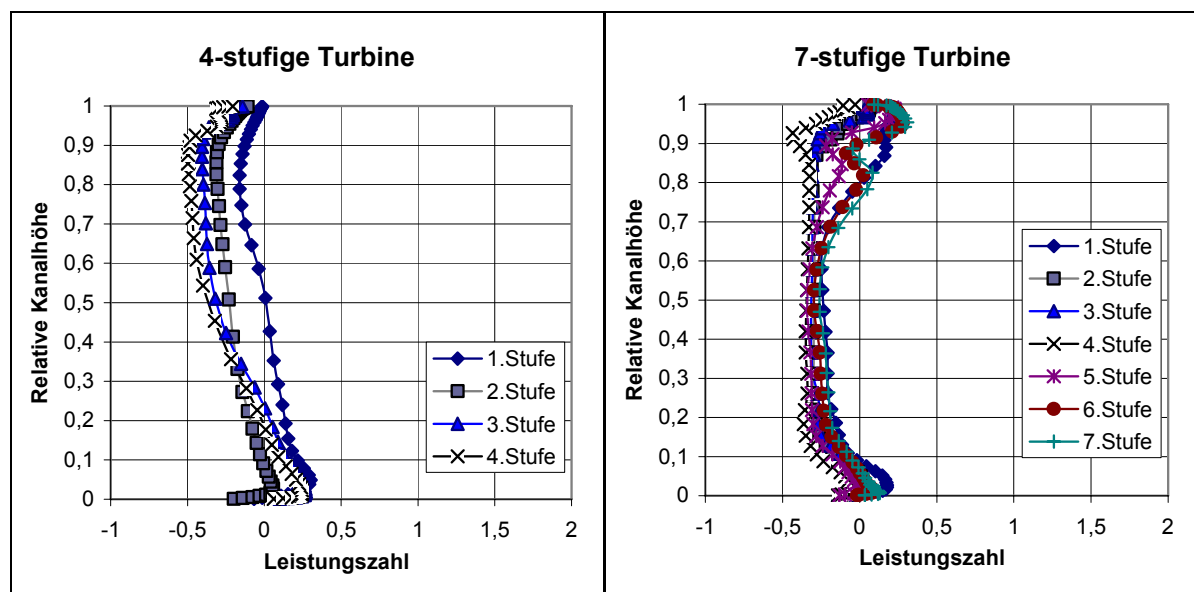 4-stufige Turbine
Relative Kanalhöhe
1
0,9
0,8
0,7
0,6
0,5
0,4
0,3
0,2
0,1
0
-1
-0,5
0
0,5
1
1,5
2
Leistungszahl
1.Stufe
2.Stufe
3.Stufe
4.Stufe
7-stufige Turbine
Relative Kanalhöhe
1
0,9
0,8
0,7
0,6
0,5
0,4
0,3
0,2
0,1
0
-1
-0,5
0
0,5
1
1,5
2
Leistungszahl
1.Stufe
2.Stufe
3.Stufe
4.Stufe
5.Stufe
6.Stufe
7.Stufe